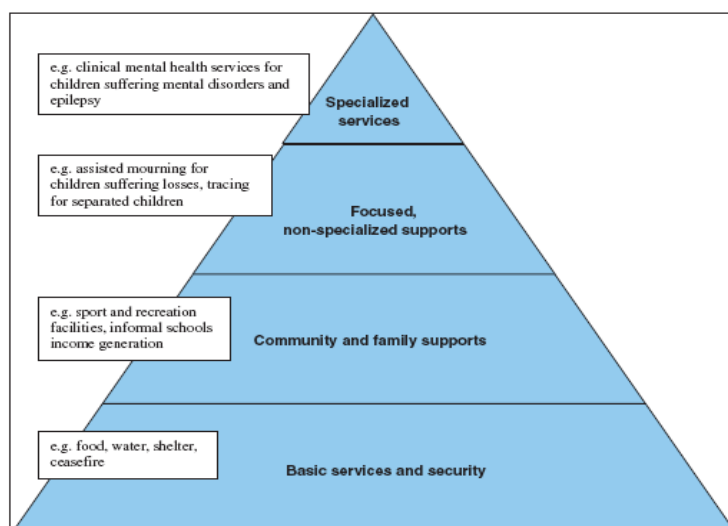 e.g. clinical mental health services for
children suffering mental disorders and
epilepsy
Specialized
services
e.g. assisted mourning for
children suffering losses, tracing
for separated children
Focused,
non-specialized supports
e.g. sport and recreation
facilities, informal schools
income generation
Community and family supports
e.g. food, water, shelter,
ceasefire
Basic services and security